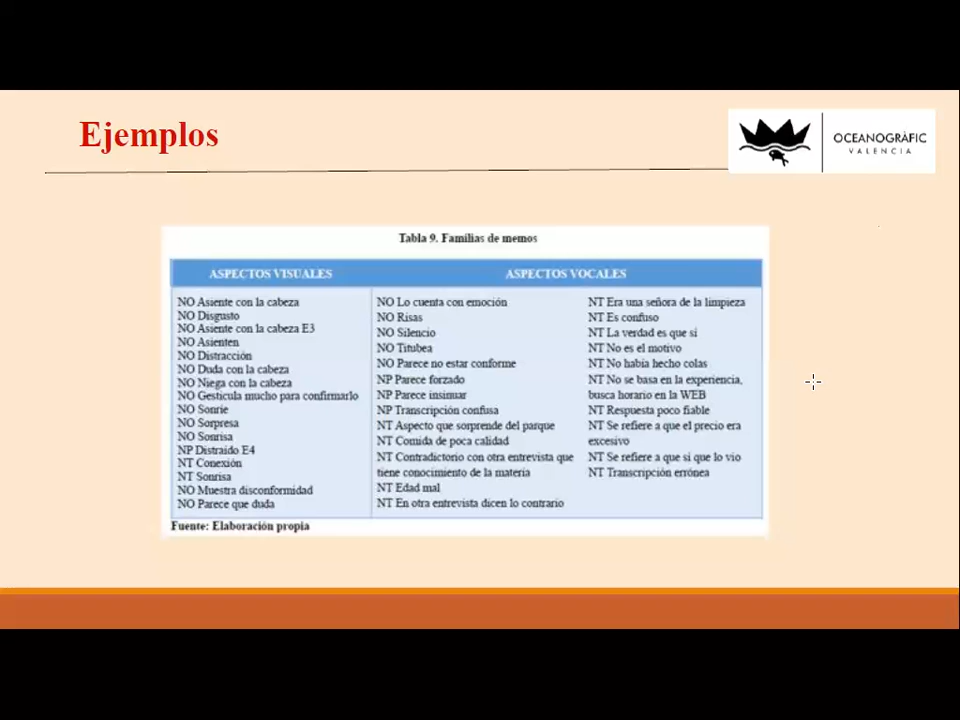 Ejemplos
OCEANOGRÀFIC
VALENCIA
Tabla 9. Familias de memos
ASPECTOS VISUALES
ASPECTOS VOCALES
NO Asiente con la cabeza
NO Disgusto
NO Asiente con la cabeza E3
NO Asienten
NO Distracción
NO Duda con la cabeza
NO Niega con la cabeza
NO Gesticula mucho para confirmarlo
NO Sonríe
NO Sorpresa
NO Sonrisa
NP Distraído E4
NT Conexión
NT Sonrisa
NO Muestra disconformidad
NO Parece que duda
NO Lo cuenta con emoción
NO Risas
NO Silencio
NO Titubea
NO Parece no estar conforme
NP Parece forzado
NP Parece insinuar
NP Transcripción confusa
NT Aspecto que sorprende del parque
NT Comida de poca calidad
NT Contradictorio con otra entrevista que
tiene conocimiento de la materia
NT Edad mal
NT En otra entrevista dicen lo contrario
NT Era una señora de la limpieza
NT Es confuso
NT La verdad es que si
NT No es el motivo
NT No había hecho colas
NT No se basa en la experiencia,
busca horario en la WEB
NT Respuesta poco fiable
NT Se refiere a que el precio era
excesivo
NT Se refiere a que si que lo vio
NT Transcripción errónea
Fuente: Elaboración propia